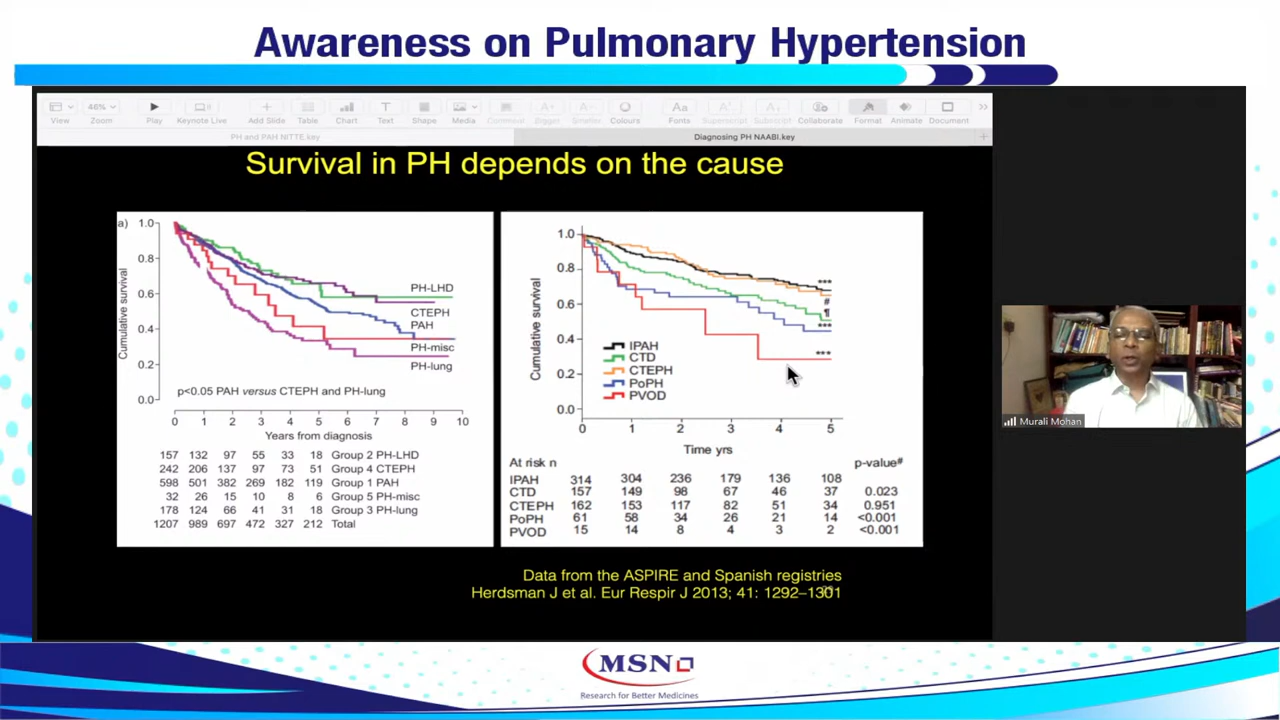 Awareness on Pulmonary Hypertension
View
46%
Zoom
Play
Keynote Live
Add Slide
Table
Chart
Text
Shape
Media
Comment
Bigger
Smaller
Colours
Fonts
Superscript
Subscript
Collaborate
Format
Animate
Document
PH and PAH NITTE.key
Diagnosing PH NAABI.key
Survival in PH depends on the cause
a)
Cumulative survival
1.0
0.8
0.6
0.4
0.2
0.0
PH-LHD
CTEPH
PAH
PH-misc
PH-lung
p<0.05 PAH versus CTEPH and PH-lung
0 1 2 3 4 5 6 7 8 9 10
Years from diagnosis
157 132 97 55 33 18 Group 2 PH-LHD
242 206 137 97 73 51 Group 4 CTEPH
598 501 382 269 182 119 Group 1 PAH
32 26 15 10 8 6 Group 5 PH-misc
178 124 66 41 31 18 Group 3 PH-lung
1207 989 697 472 327 212 Total
Cumulative survival
1.0
0.8
0.6
0.4
0.2
0.0
***
#
¶
***
***
IPAH
CTD
CTEPH
PoPH
PVOD
0 1 2 3 4 5
Time yrs
At risk n p-value#
IPAH 314 304 236 179 136 108
CTD 157 149 98 67 46 37 0.023
CTEPH 162 153 117 82 51 34 0.951
PoPH 61 58 34 26 21 14 <0.001
PVOD 15 14 8 4 3 2 <0.001
Data from the ASPIRE and Spanish registries
Herdsman J et al. Eur Respir J 2013; 41: 1292–1301
Murali Mohan
MSN
Research for Better Medicines